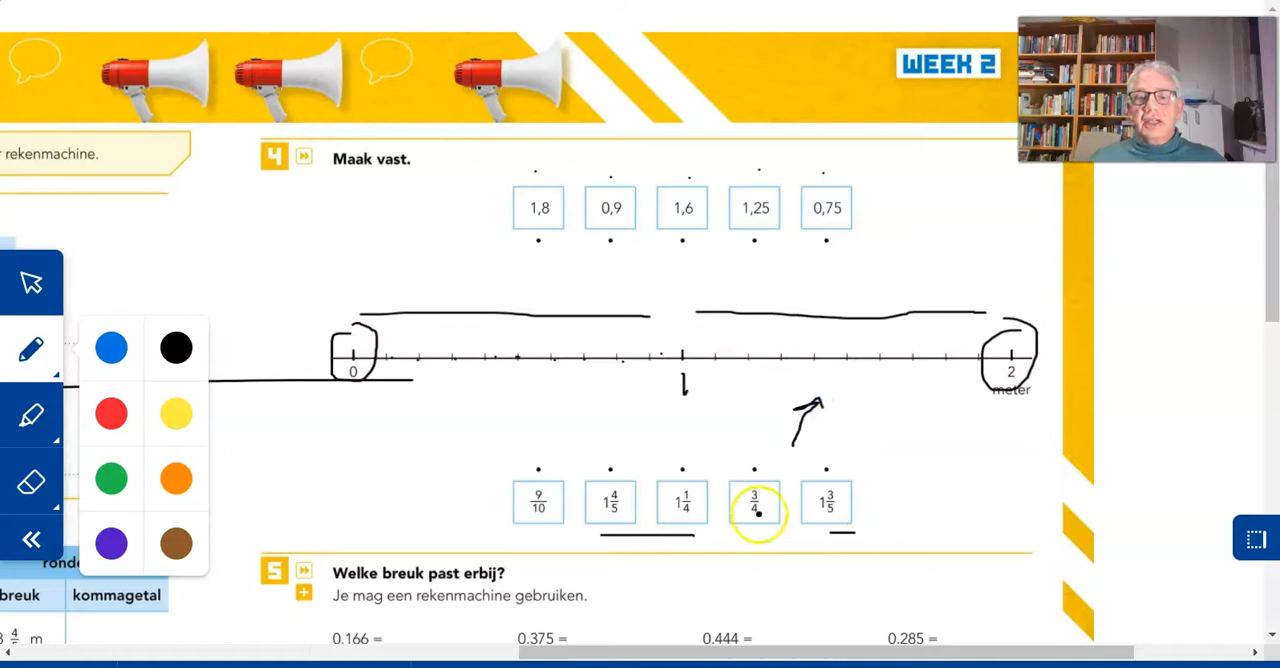 WEEK 2
r rekenmachine.
4 Maak vast.
1,8 0,9 1,6 1,25 0,75
0 1 2
meter
9/10 1 4/5 1 1/4 3/4 1 3/5
5 Welke breuk past erbij?
Je mag een rekenmachine gebruiken.
0,166 = 0,375 = 0,444 = 0,285 =
ronde
breuk kommagetal
m